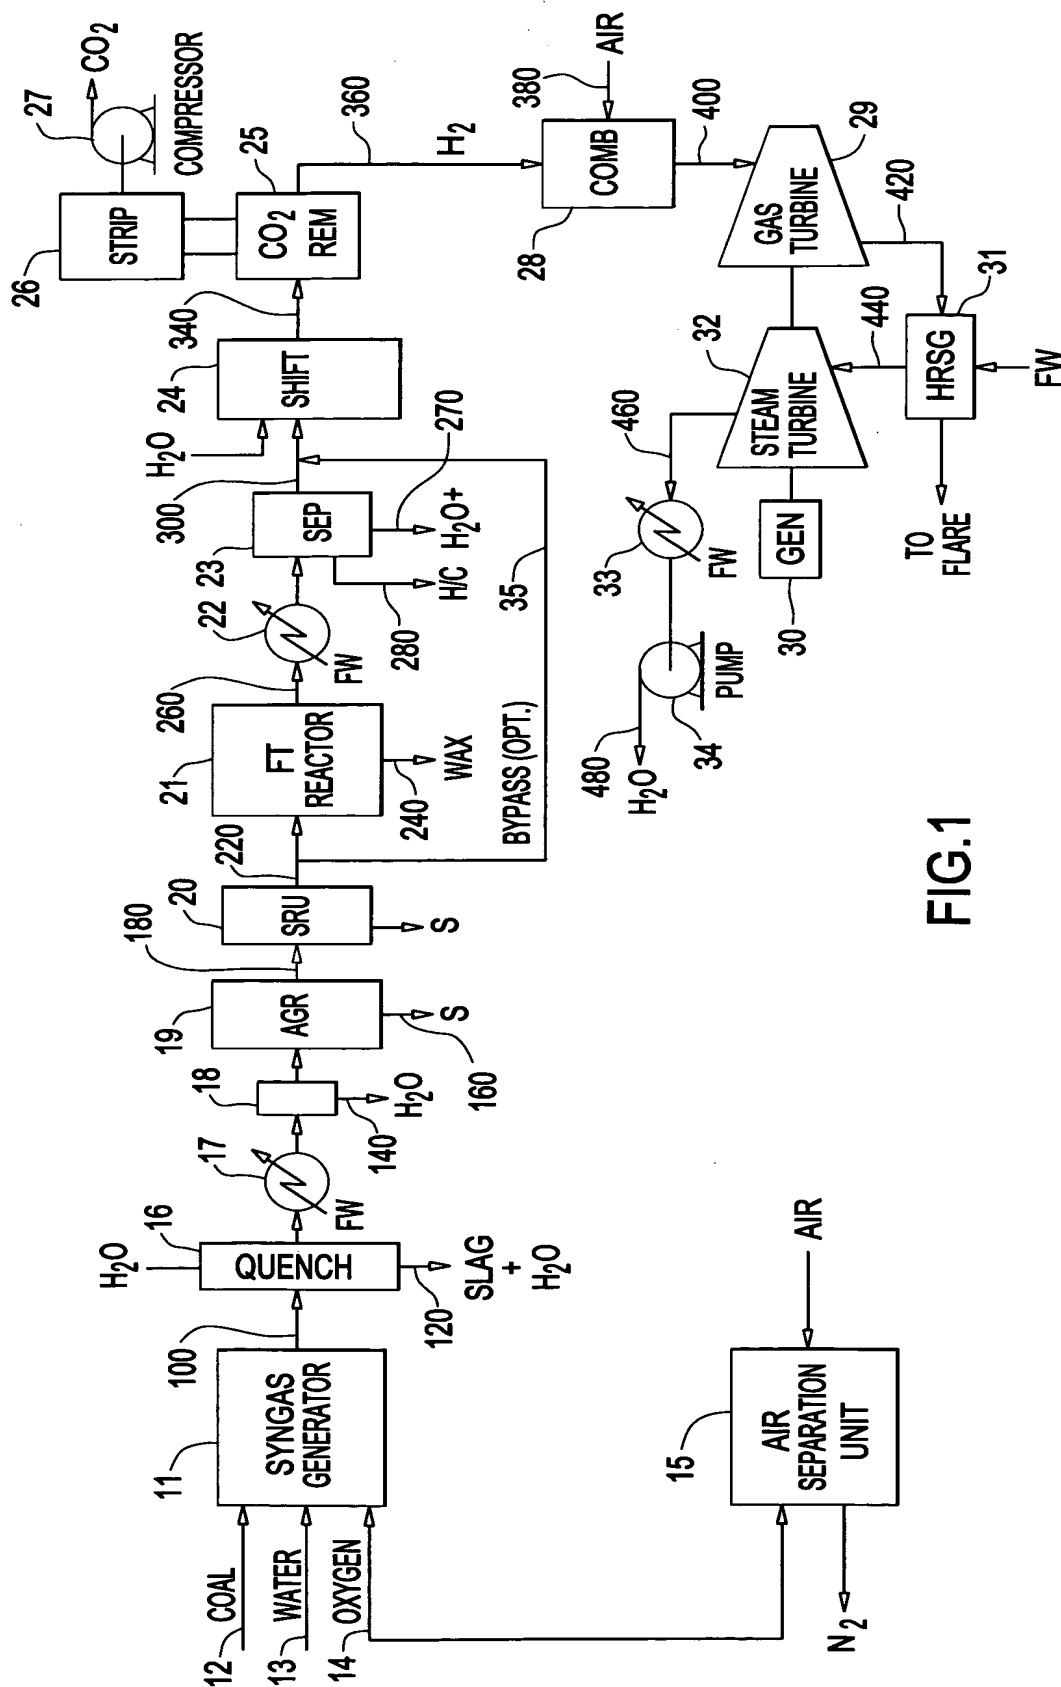 12
COAL
13
WATER
14
OXYGEN
11
SYNGAS
GENERATOR
100
H2O
16
QUENCH
120
SLAG
+
H2O
17
FW
18
140
H2O
19
AGR
160
S
180
20
SRU
S
220
21
FT
REACTOR
240
WAX
260
22
FW
23
SEP
280
H/C
270
H2O+
300
H2O
24
SHIFT
35
BYPASS (OPT.)
340
25
CO2
REM
26
STRIP
27
CO2
COMPRESSOR
360
H2
380
AIR
28
COMB
400
29
GAS
TURBINE
420
31
HRSG
FW
TO
FLARE
440
32
STEAM
TURBINE
30
GEN
460
33
FW
34
PUMP
480
H2O
15
AIR
SEPARATION
UNIT
AIR
N2
FIG.1